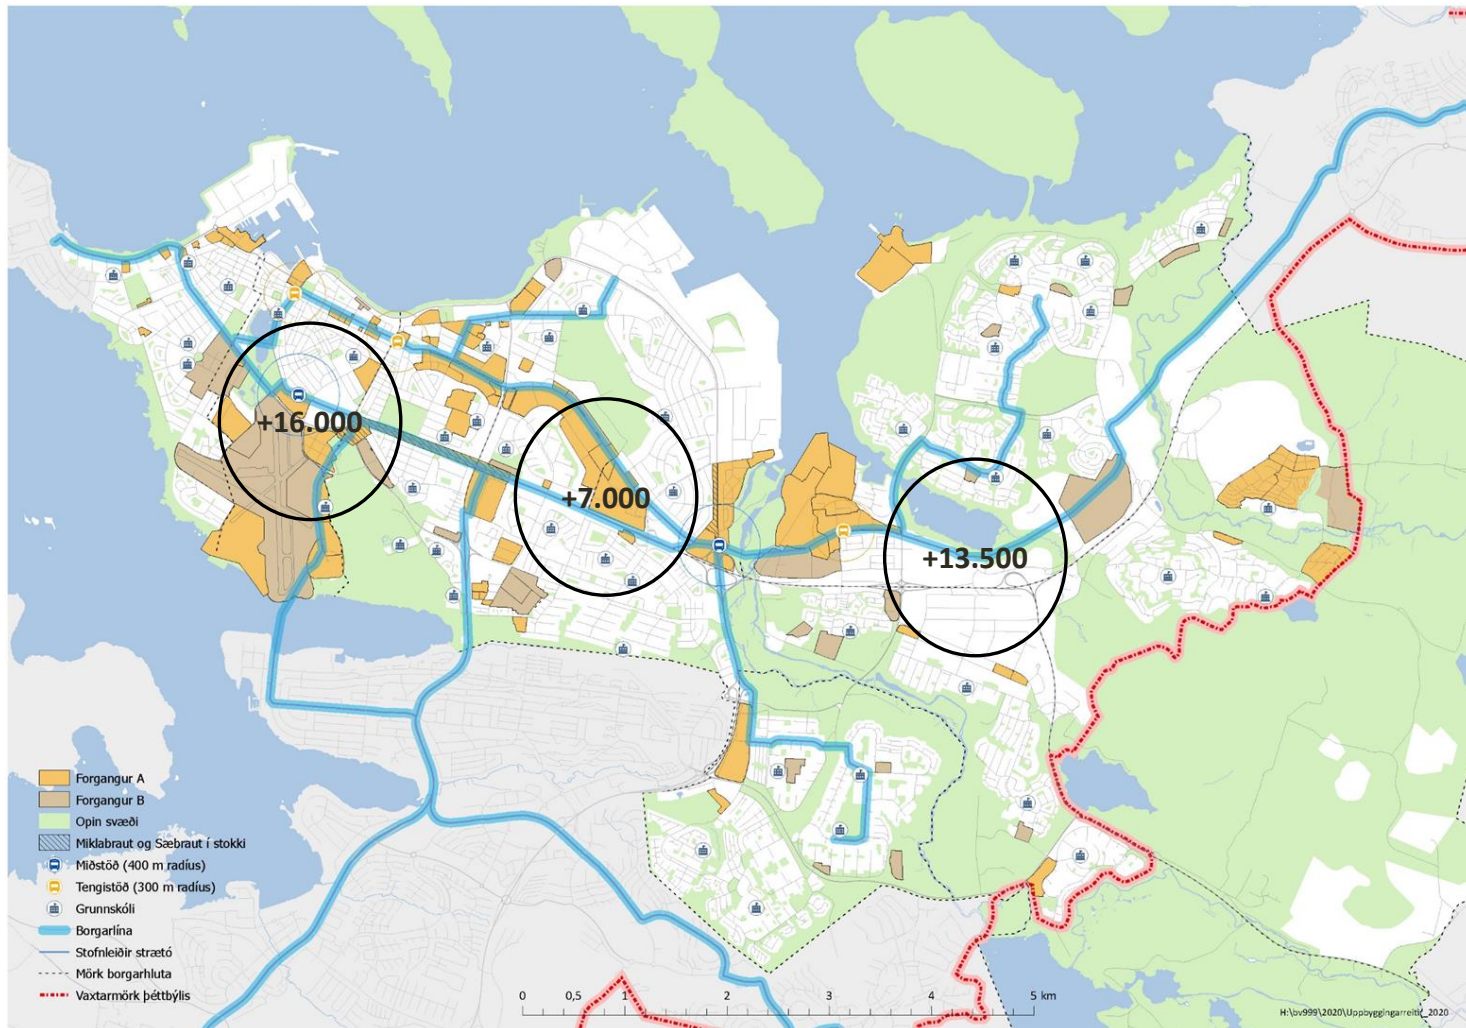 +16.000
+7.000
+13.500
Forgangur A
Forgangur B
Opin svæði
Miklabraut og Sæbraut í stokki
Miðstöð (400 m radíus)
Tengistöð (300 m radíus)
Grunnskóli
Borgarlína
Stofnleiðir strætó
Mörk borgarhluta
Vaxtarmörk þéttbýlis
0 0,5 1 2 3 4 5 km